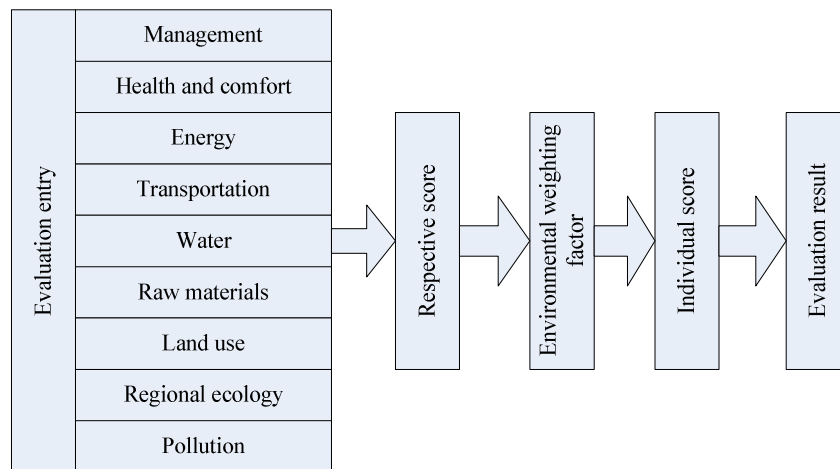 Evaluation entry
Management
Health and comfort
Energy
Transportation
Water
Raw materials
Land use
Regional ecology
Pollution
Respective score
Environmental weighting
factor
Individual score
Evaluation result